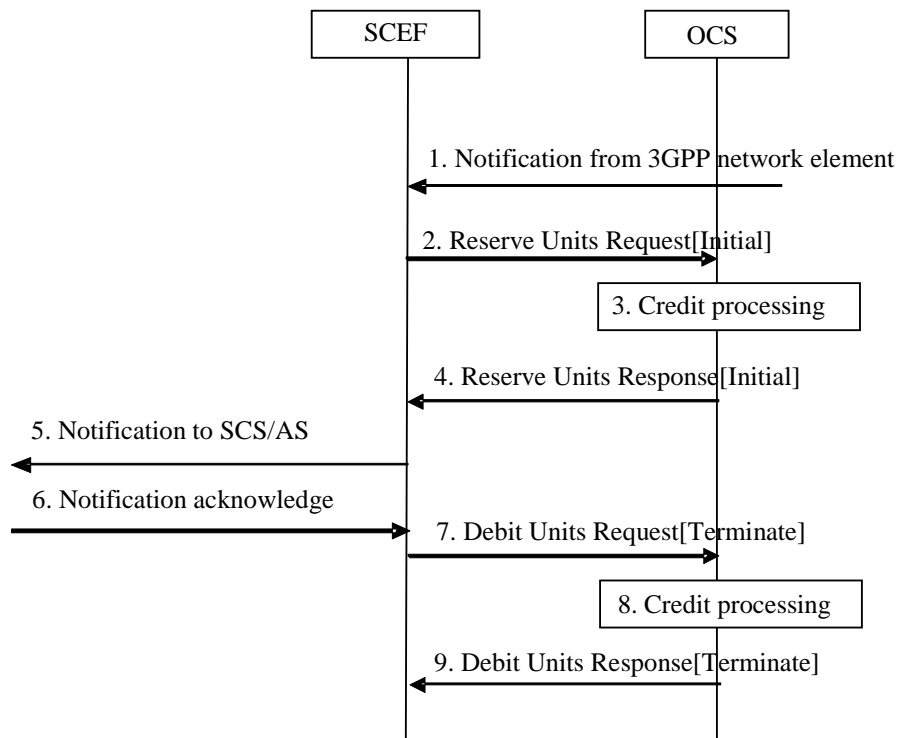 SCEF
OCS
1. Notification from 3GPP network element
2. Reserve Units Request[Initial]
3. Credit processing
4. Reserve Units Response[Initial]
5. Notification to SCS/AS
6. Notification acknowledge
7. Debit Units Request[Terminate]
8. Credit processing
9. Debit Units Response[Terminate]